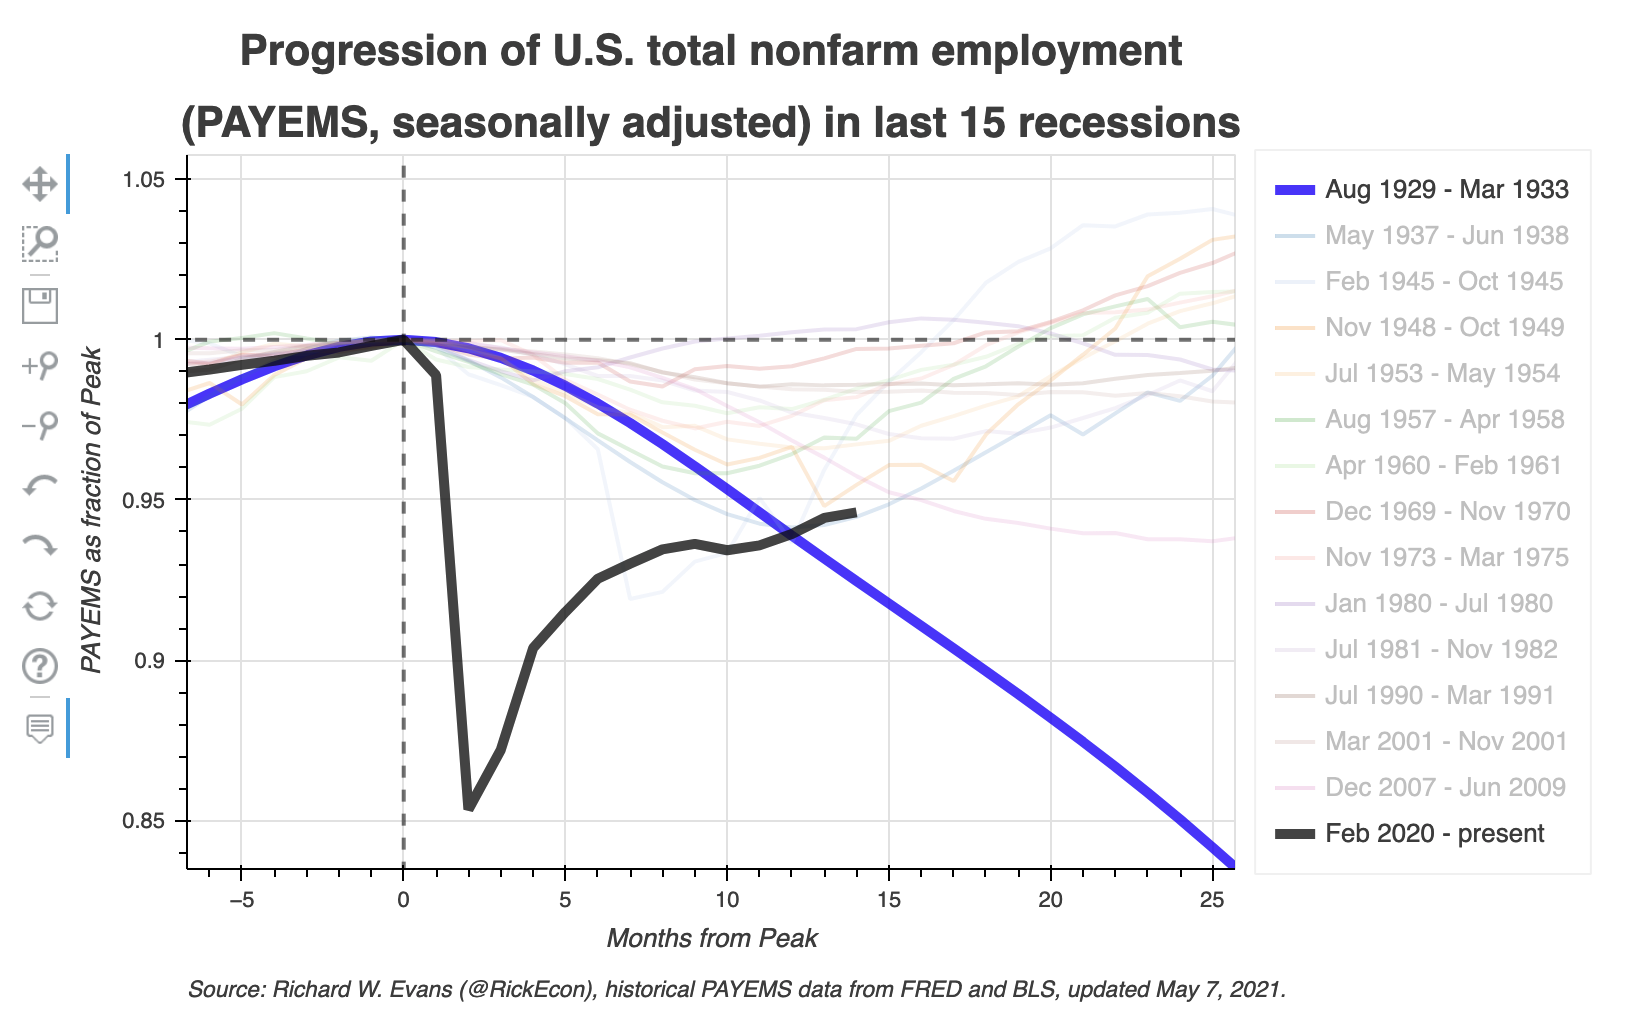 Progression of U.S. total nonfarm employment
(PAYEMS, seasonally adjusted) in last 15 recessions
PAYEMS as fraction of Peak
1.05
1
0.95
0.9
0.85
−5
0
5
10
15
20
25
Months from Peak
Aug 1929 - Mar 1933
May 1937 - Jun 1938
Feb 1945 - Oct 1945
Nov 1948 - Oct 1949
Jul 1953 - May 1954
Aug 1957 - Apr 1958
Apr 1960 - Feb 1961
Dec 1969 - Nov 1970
Nov 1973 - Mar 1975
Jan 1980 - Jul 1980
Jul 1981 - Nov 1982
Jul 1990 - Mar 1991
Mar 2001 - Nov 2001
Dec 2007 - Jun 2009
Feb 2020 - present
Source: Richard W. Evans (@RickEcon), historical PAYEMS data from FRED and BLS, updated May 7, 2021.